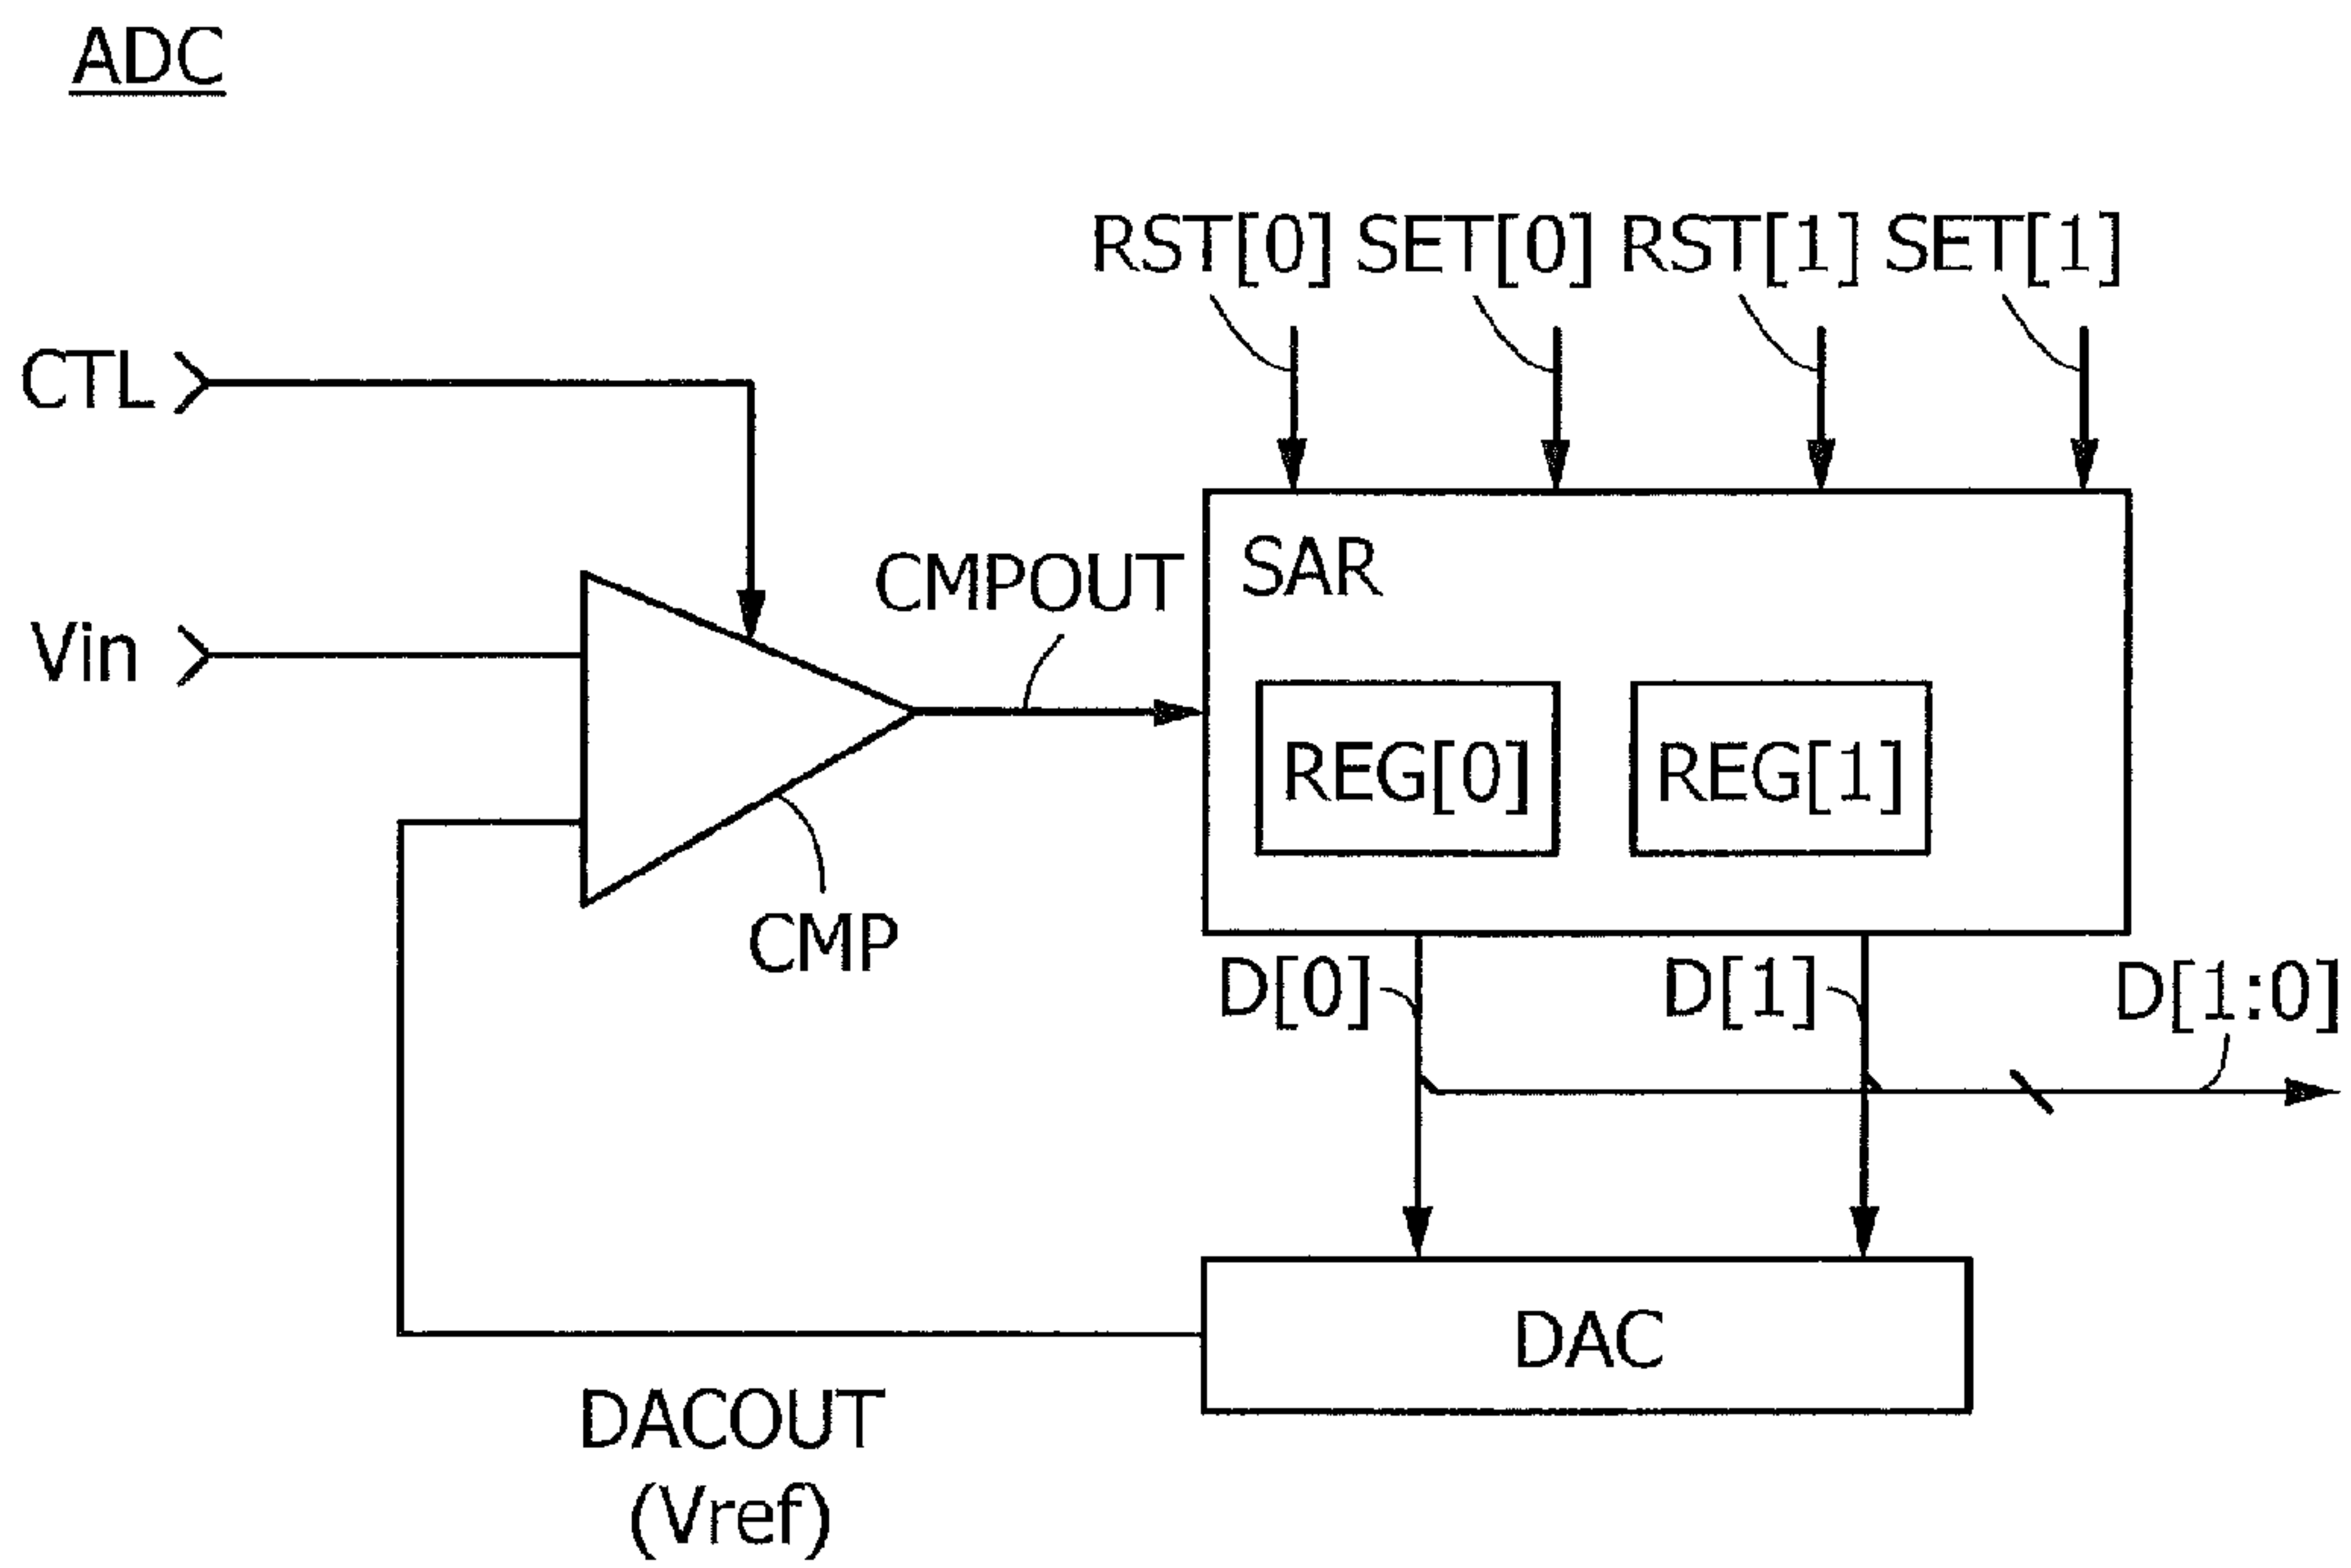 ADC
RST[0] SET[0] RST[1] SET[1]
CTL
CMPOUT
SAR
Vin
REG[0] REG[1]
CMP
D[0] D[1] D[1:0]
DAC
DACOUT
(Vref)